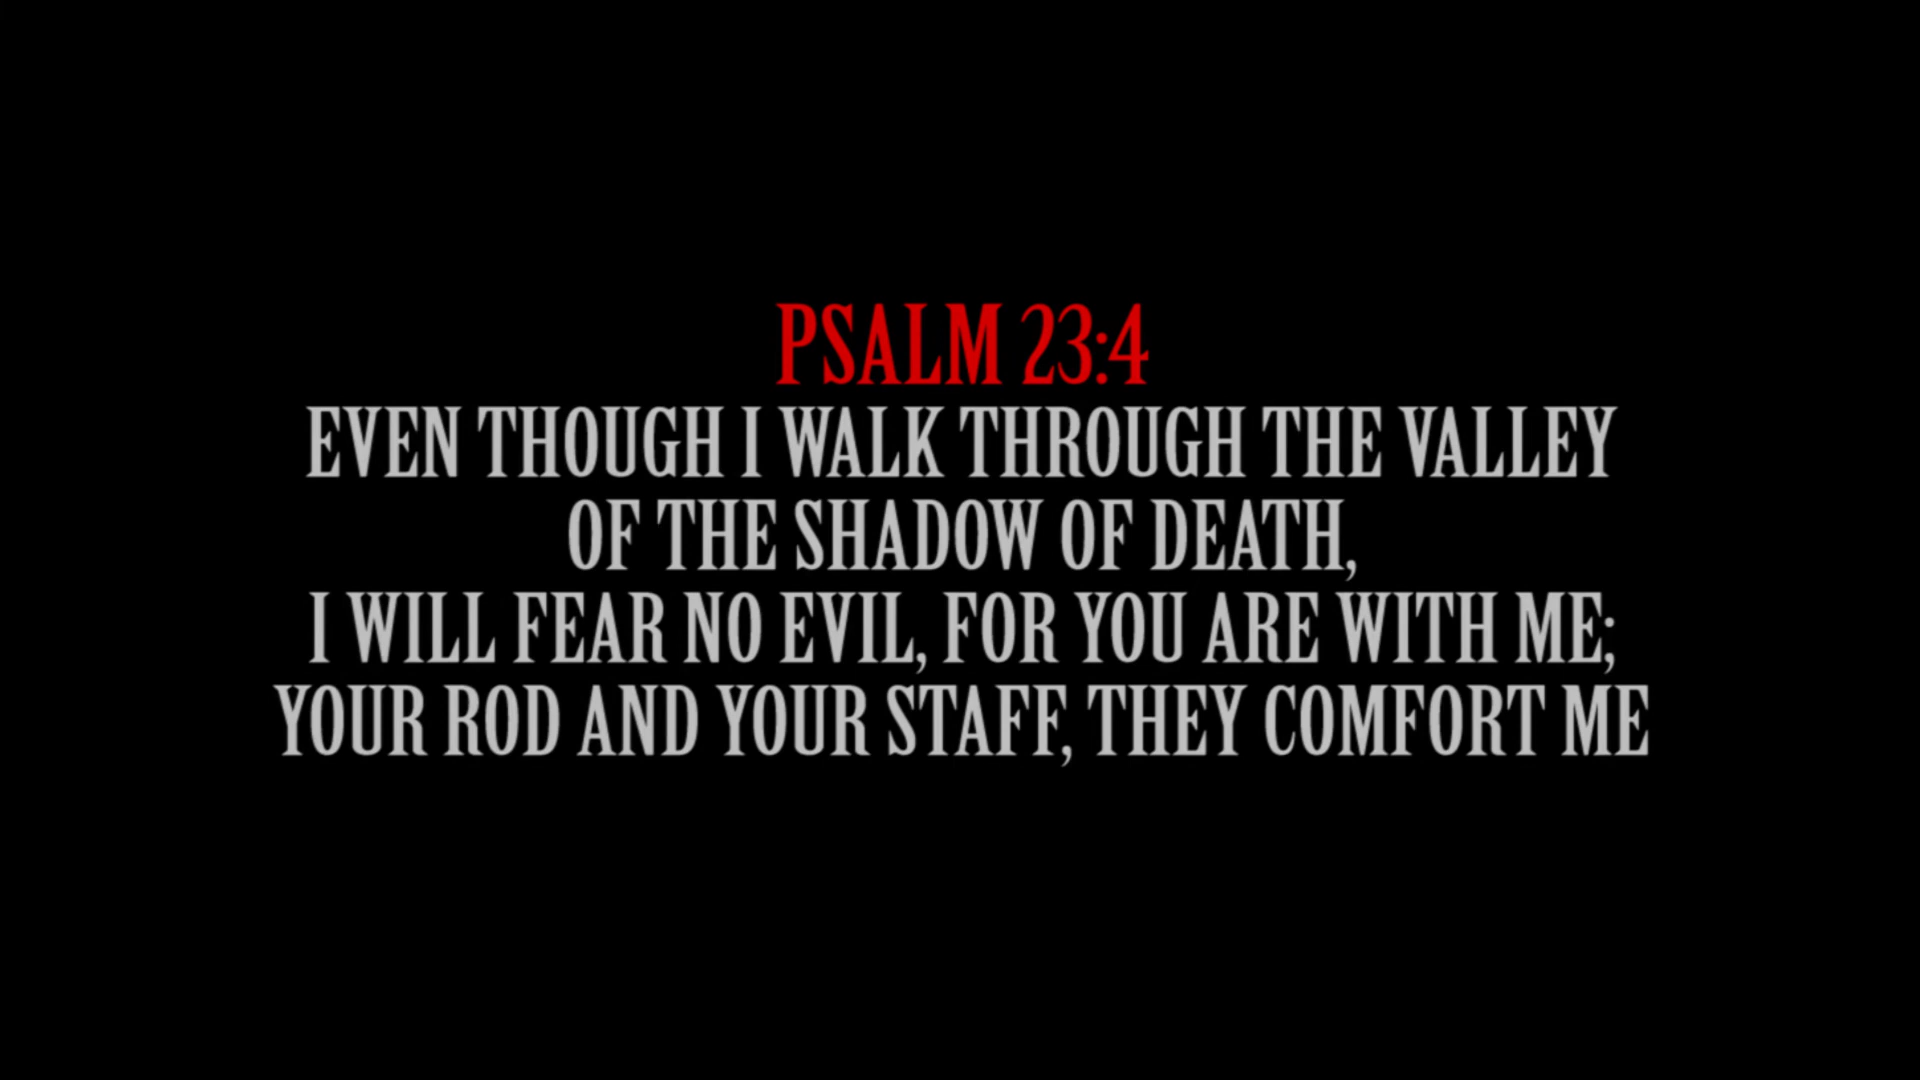 PSALM 23:4
EVEN THOUGH I WALK THROUGH THE VALLEY
OF THE SHADOW OF DEATH,
I WILL FEAR NO EVIL, FOR YOU ARE WITH ME;
YOUR ROD AND YOUR STAFF, THEY COMFORT ME